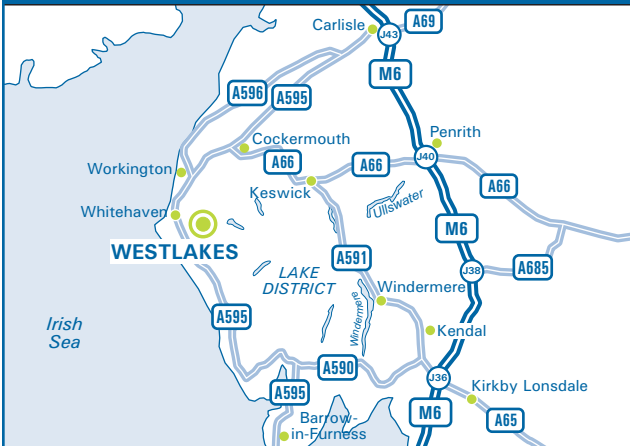 Carlisle
J43
A69
M6
A596
A595
Cockermouth
Penrith
A66
A66
J40
Workington
Keswick
A66
Ullswater
Whitehaven
M6
WESTLAKES
A591
J38
A685
LAKE
DISTRICT
Windermere
Windermere
A595
Irish
Sea
Kendal
A590
J36
A595
Kirkby Lonsdale
M6
A65
Barrow-
in-Furness